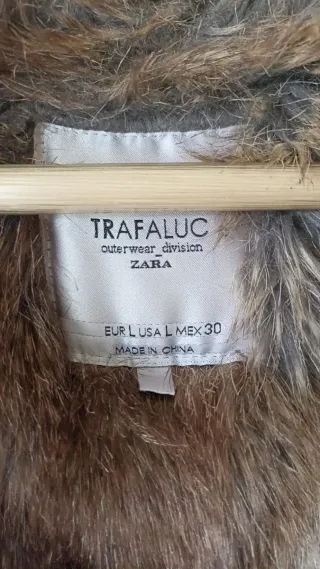 TRAFALUC
outerwear_division
ZARA
EUR L USA L MEX 30
MADE IN CHINA